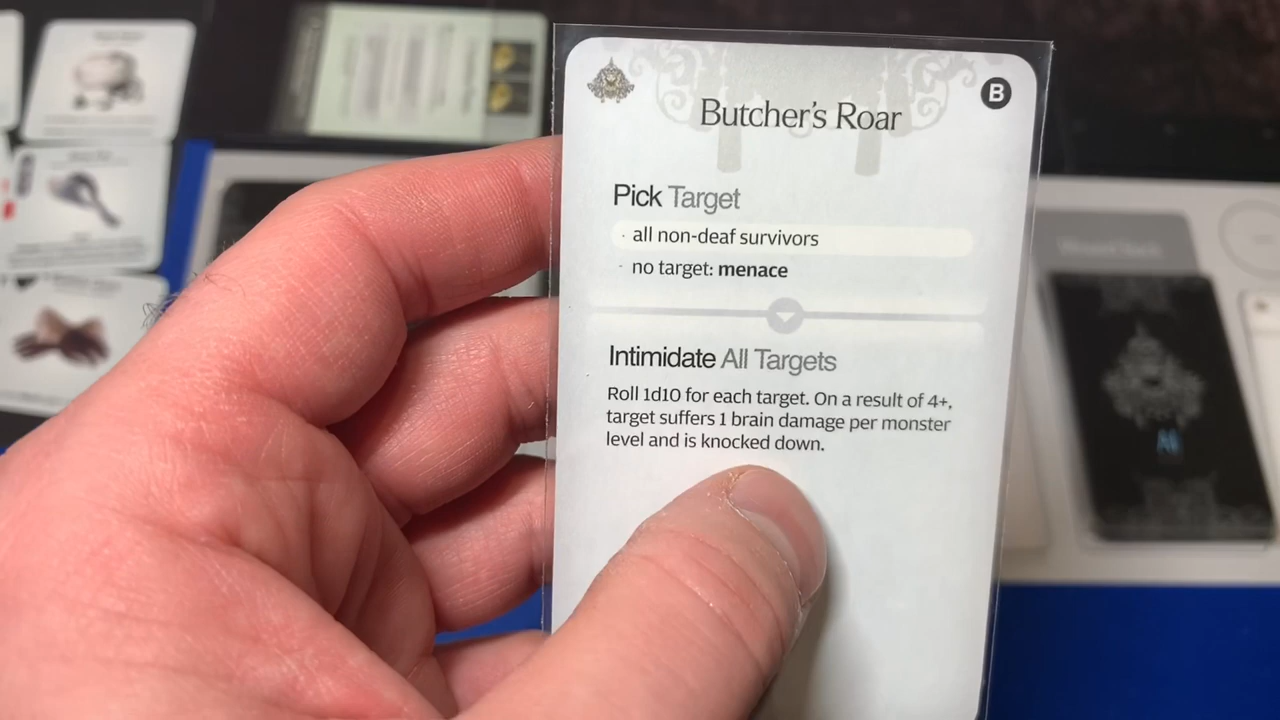 B
Butcher's Roar
Pick Target
· all non-deaf survivors
· no target: menace
Intimidate All Targets
Roll 1d10 for each target. On a result of 4+,
target suffers 1 brain damage per monster
level and is knocked down.
AI